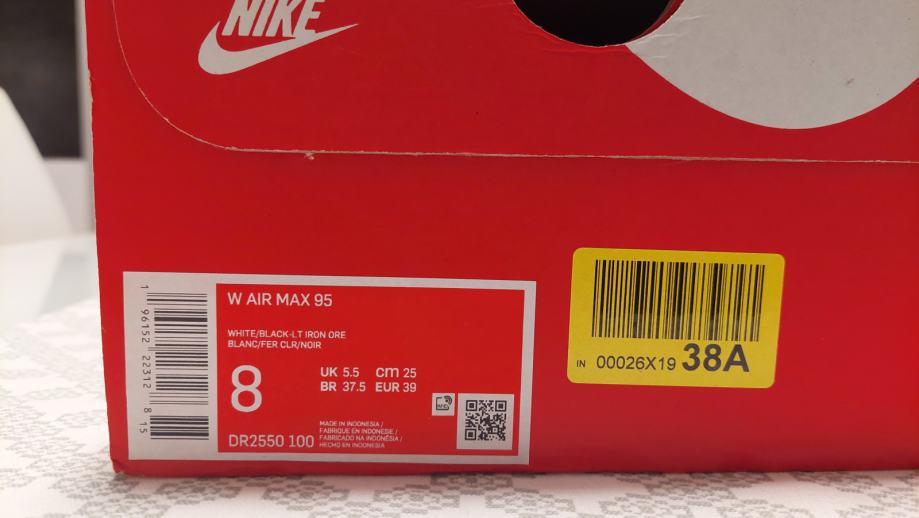 NIKE
W AIR MAX 95
WHITE/BLACK-LT IRON ORE
BLANC/FER CLR/NOIR
8
UK 5.5 cm 25
BR 37.5 EUR 39
DR2550 100
MADE IN INDONESIA /
FABRIQUE EN INDONESIE /
FABRICADO NA INDONÉSIA /
HECHO EN INDONESIA
1 96152 22312 8 15
IN 00026X19 38A